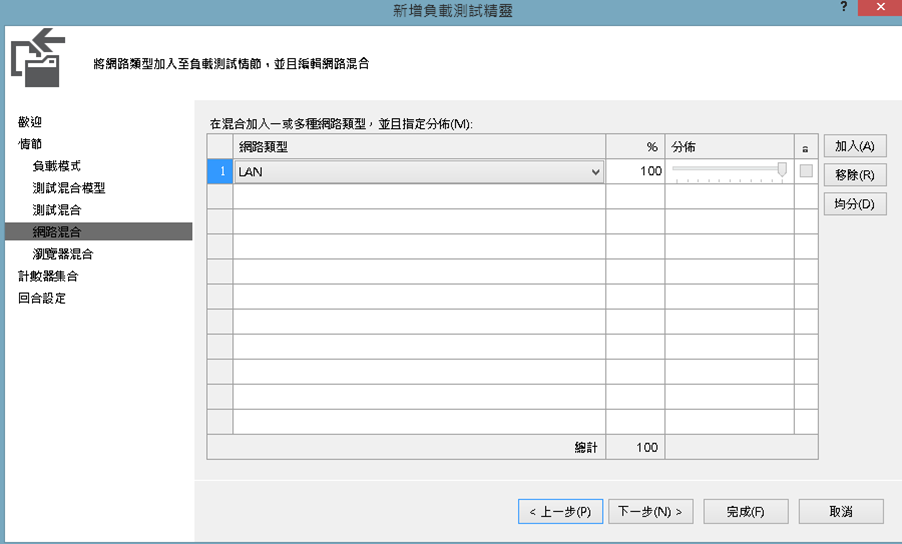 新增負載測試精靈
?
將網路類型加入至負載測試情節，並且編輯網路混合
歡迎
情節
負載模式
測試混合模型
測試混合
網路混合
瀏覽器混合
計數器集合
回合設定
在混合加入一或多種網路類型，並且指定分佈(M):
網路類型 % 分佈
1 LAN 100
總計 100
加入(A)
移除(R)
均分(D)
< 上一步(P) 下一步(N) > 完成(F) 取消